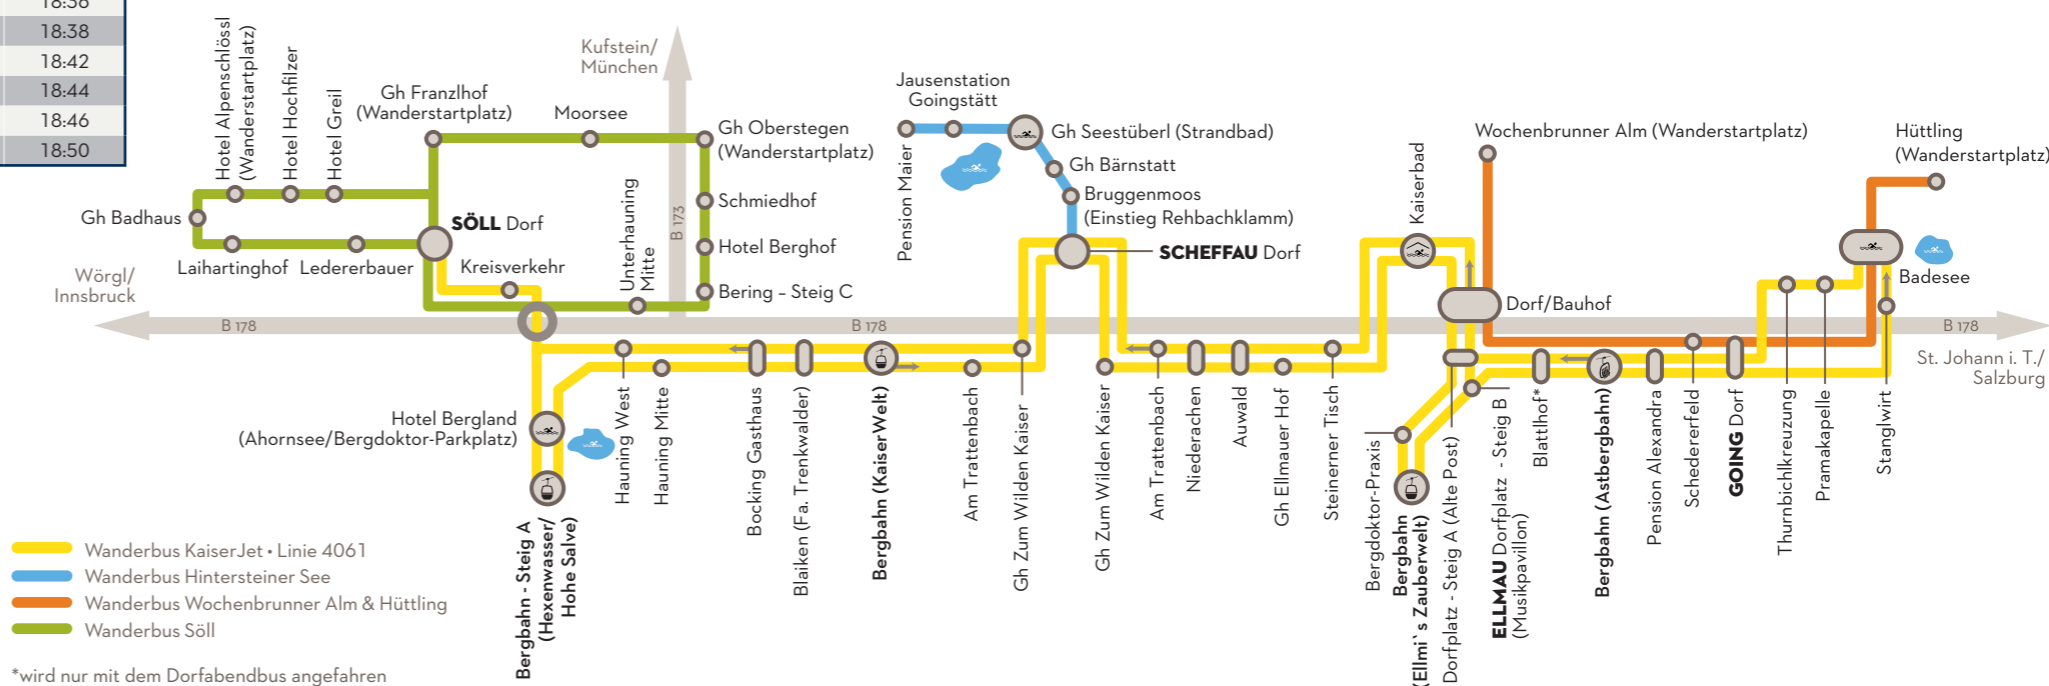 18:38
18:42
18:44
18:46
18:50
Hotel Alpenschlössl
(Wanderstartplatz)
Hotel Hochfilzer
Hotel Greil
Gh Franzlhof
(Wanderstartplatz)
Moorsee
Kufstein/
München
Gh Oberstegen
(Wanderstartplatz)
Schmiedhof
Hotel Berghof
Bering – Steig C
B 173
Unterhauning
Mitte
Gh Badhaus
Laihartinghof
Ledererbauer
SÖLL Dorf
Kreisverkehr
Wörgl/
Innsbruck
B 178
B 178
B 178
Jausenstation
Goingstätt
Pension Maier
Gh Seestüberl (Strandbad)
Gh Bärnstatt
Bruggenmoos
(Einstieg Rehbachklamm)
SCHEFFAU Dorf
Kaiserbad
Wochenbrunner Alm (Wanderstartplatz)
Hüttling
(Wanderstartplatz)
Badesee
Dorf/Bauhof
St. Johann i. T./
Salzburg
Hotel Bergland
(Ahornsee/Bergdoktor-Parkplatz)
Bergbahn - Steig A
(Hexenwasser/
Hohe Salve)
Hauning West
Hauning Mitte
Bocking Gasthaus
Blaiken (Fa. Trenkwalder)
Bergbahn (KaiserWelt)
Am Trattenbach
Gh Zum Wilden Kaiser
Gh Zum Wilden Kaiser
Am Trattenbach
Niederachen
Auwald
Gh Ellmauer Hof
Steinerner Tisch
Bergdoktor-Praxis
Bergbahn
(Ellmi`s Zauberwelt)
Dorfplatz - Steig A (Alte Post)
ELLMAU Dorfplatz - Steig B
(Musikpavillon)
Blattlhof*
Bergbahn (Astbergbahn)
Pension Alexandra
Schedererfeld
GOING Dorf
Thurnbichlkreuzung
Pramakapelle
Stanglwirt
Wanderbus KaiserJet • Linie 4061
Wanderbus Hintersteiner See
Wanderbus Wochenbrunner Alm & Hüttling
Wanderbus Söll
*wird nur mit dem Dorfabendbus angefahren